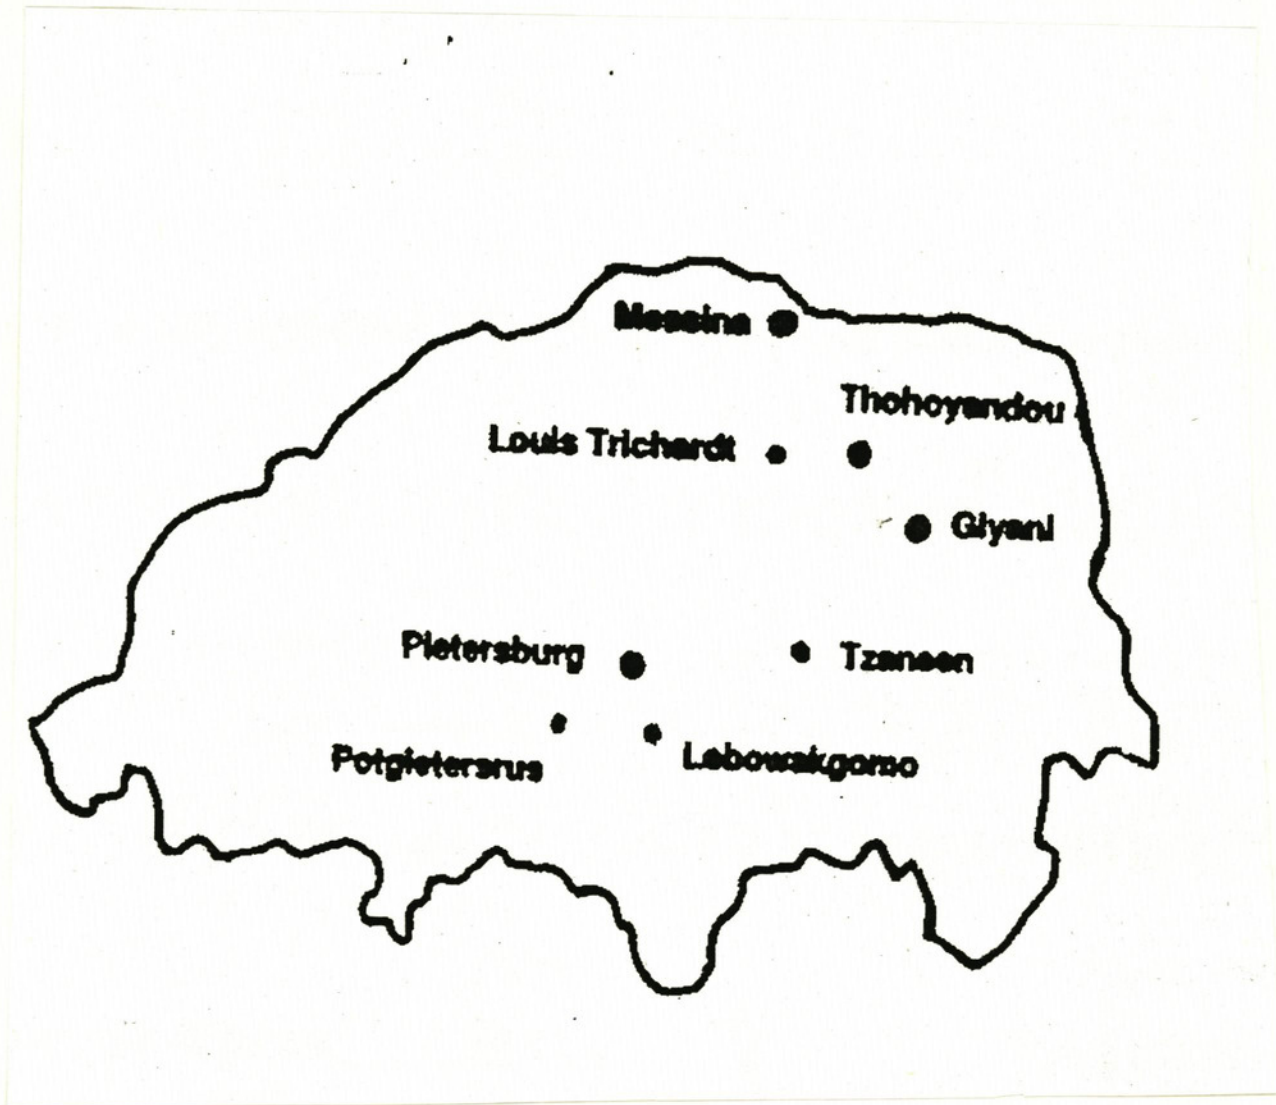 Messina
Thohoyandou
Louis Trichardt
Giyani
Pietersburg
Tzaneen
Potgietersrus
Lebowakgomo